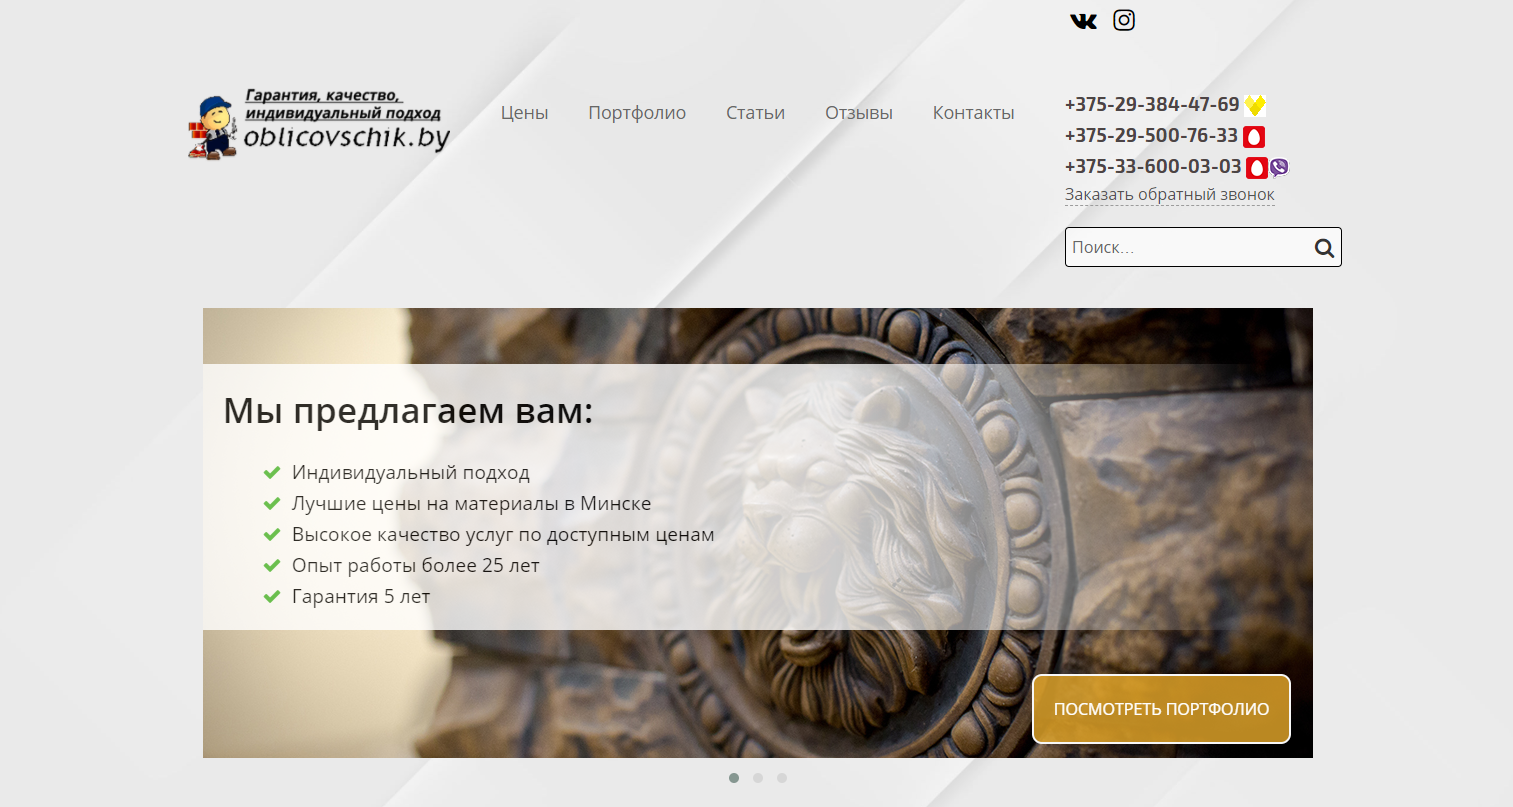 Гарантия, качество,
индивидуальный подход
oblicovschik.by
Цены
Портфолио
Статьи
Отзывы
Контакты
+375-29-384-47-69
+375-29-500-76-33
+375-33-600-03-03
Заказать обратный звонок
Поиск...
Мы предлагаем вам:
Индивидуальный подход
Лучшие цены на материалы в Минске
Высокое качество услуг по доступным ценам
Опыт работы более 25 лет
Гарантия 5 лет
ПОСМОТРЕТЬ ПОРТФОЛИО